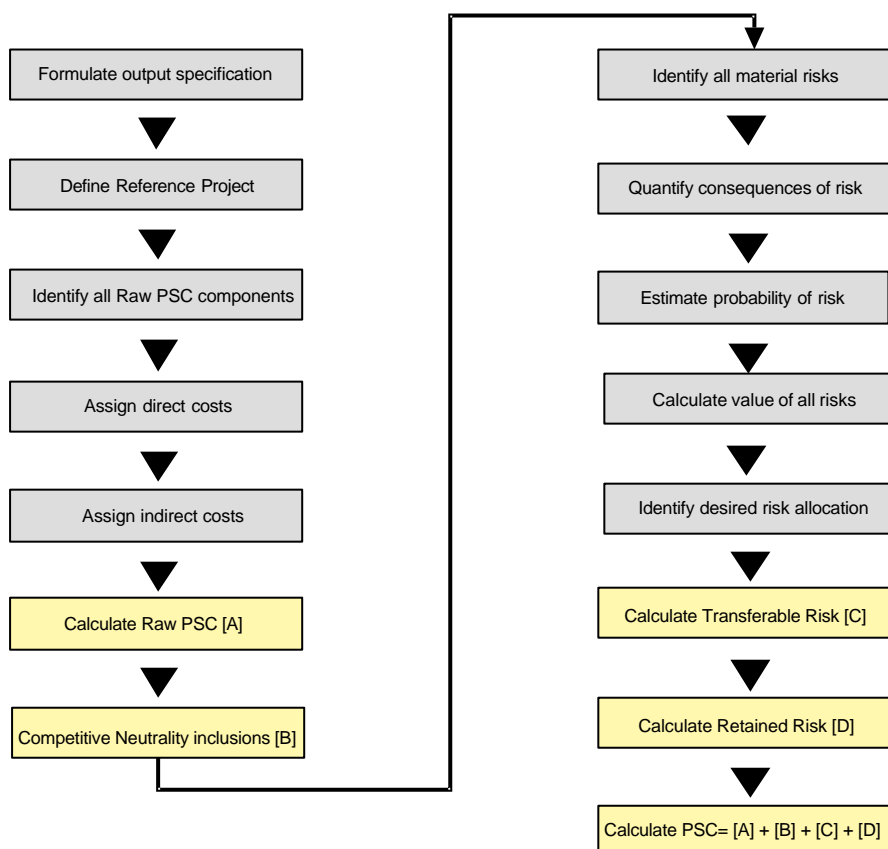 Formulate output specification
Define Reference Project
Identify all Raw PSC components
Assign direct costs
Assign indirect costs
Calculate Raw PSC [A]
Competitive Neutrality inclusions [B]
Identify all material risks
Quantify consequences of risk
Estimate probability of risk
Calculate value of all risks
Identify desired risk allocation
Calculate Transferable Risk [C]
Calculate Retained Risk [D]
Calculate PSC= [A] + [B] + [C] + [D]